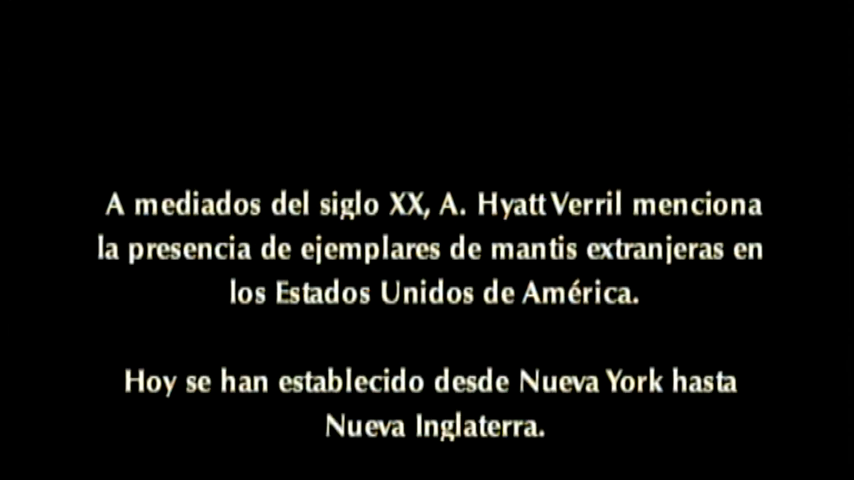 A mediados del siglo XX, A. Hyatt Verril menciona
la presencia de ejemplares de mantis extranjeras en
los Estados Unidos de América.
Hoy se han establecido desde Nueva York hasta
Nueva Inglaterra.